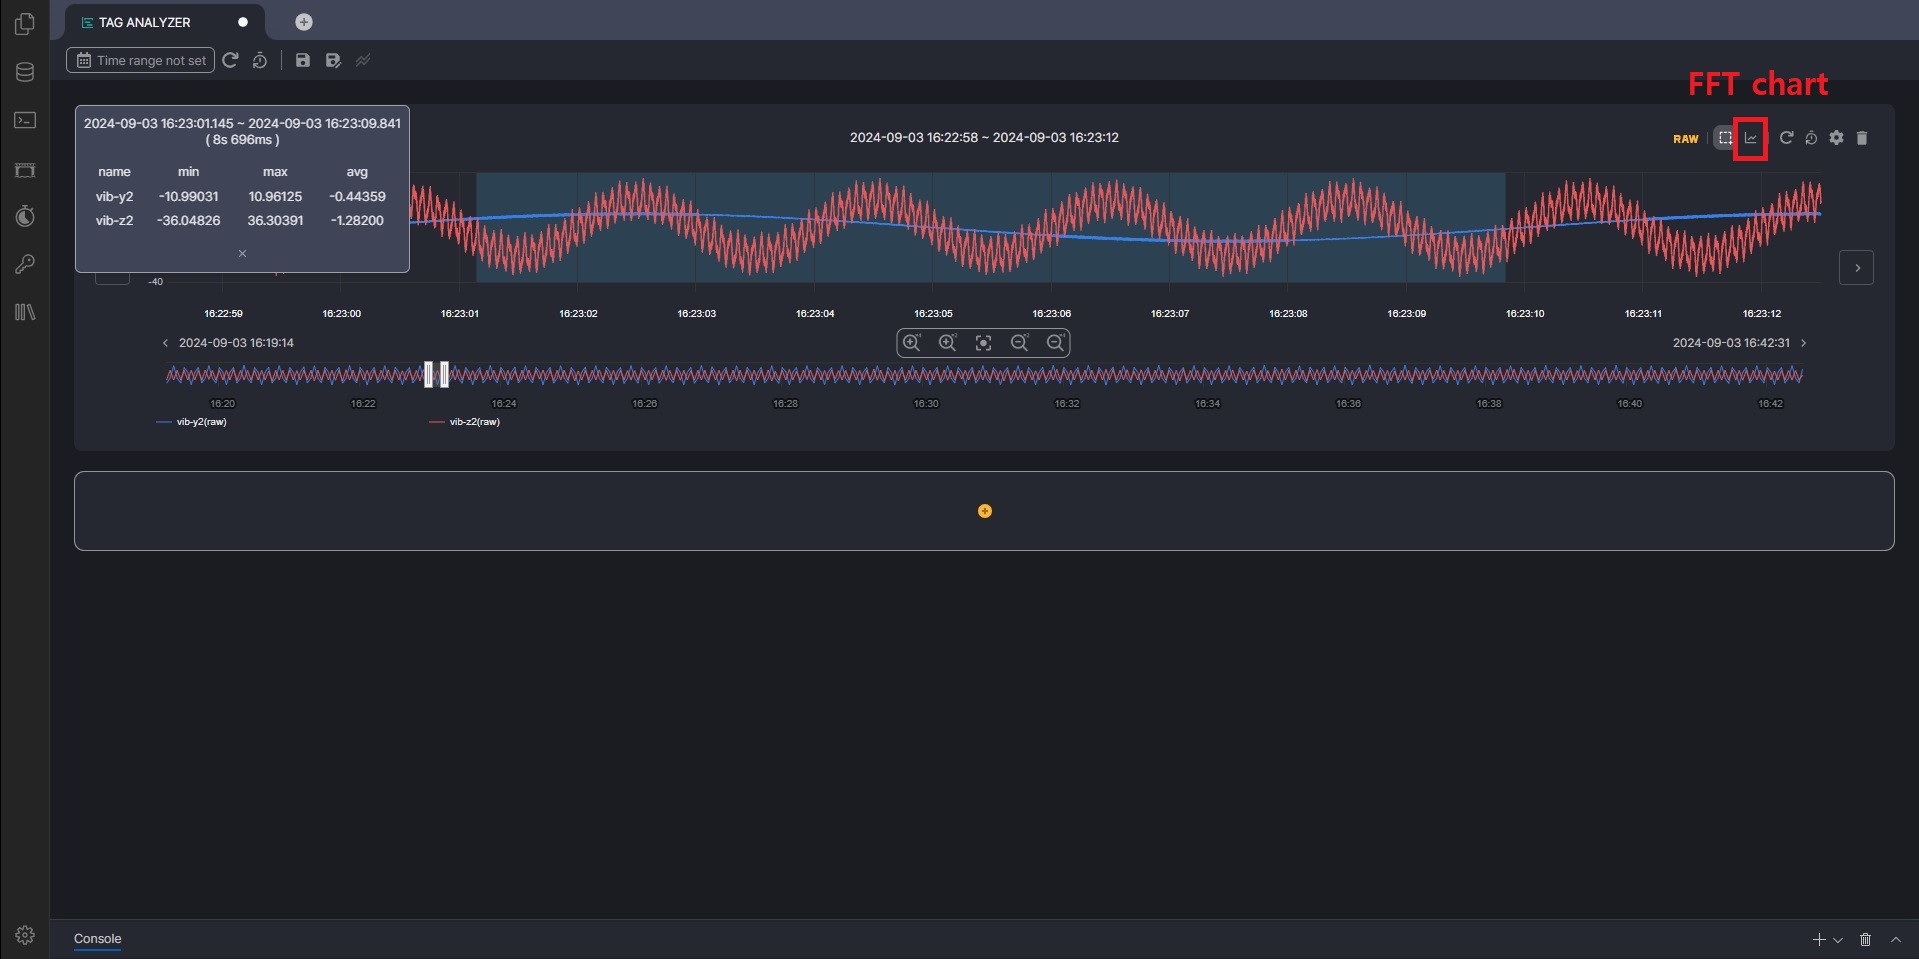 TAG ANALYZER
Time range not set
FFT chart
2024-09-03 16:23:01.145 ~ 2024-09-03 16:23:09.841
( 8s 696ms )
name min max avg
vib-y2 -10.99031 10.96125 -0.44359
vib-z2 -36.04826 36.30391 -1.28200
2024-09-03 16:22:58 ~ 2024-09-03 16:23:12
RAW
-40
16:22:59 16:23:00 16:23:01 16:23:02 16:23:03 16:23:04 16:23:05 16:23:06 16:23:07 16:23:08 16:23:09 16:23:10 16:23:11 16:23:12
2024-09-03 16:19:14
2024-09-03 16:42:31
16:20 16:22 16:24 16:26 16:28 16:30 16:32 16:34 16:36 16:38 16:40 16:42
vib-y2(raw) vib-z2(raw)
Console